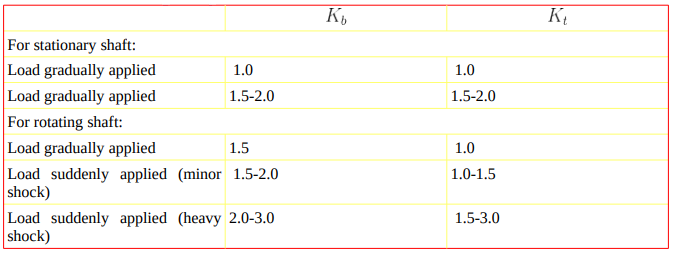 K_b K_t
For stationary shaft:
Load gradually applied 1.0 1.0
Load gradually applied 1.5-2.0 1.5-2.0
For rotating shaft:
Load gradually applied 1.5 1.0
Load suddenly applied (minor 1.5-2.0 1.0-1.5
shock)
Load suddenly applied (heavy 2.0-3.0 1.5-3.0
shock)